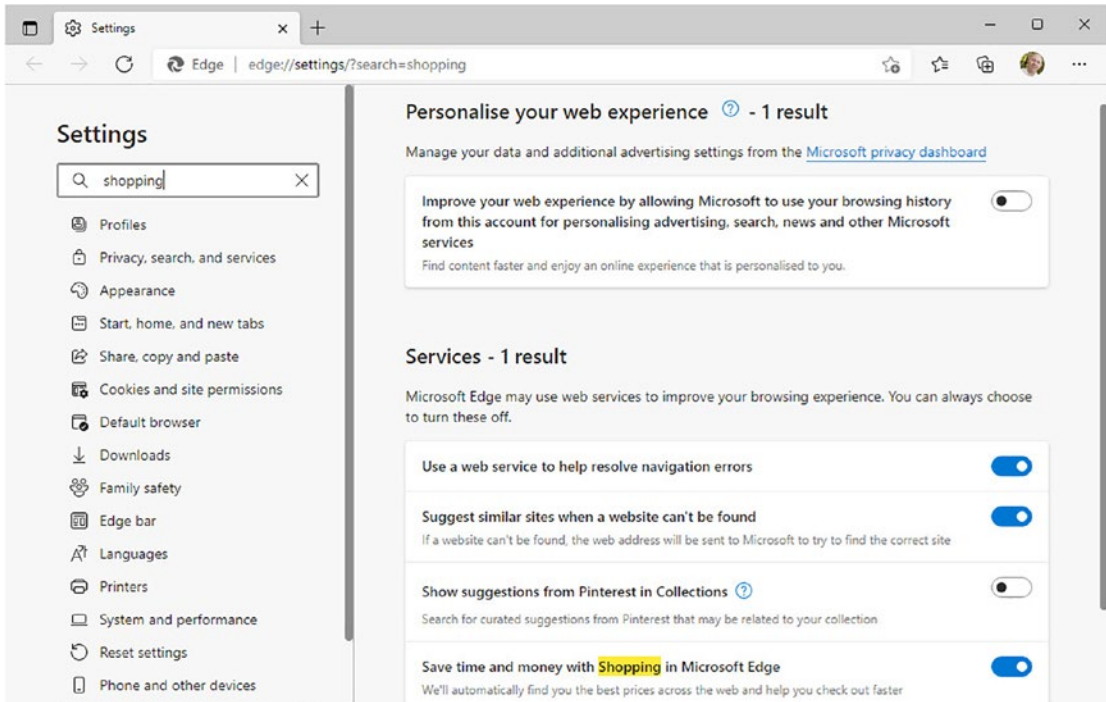 Settings
Edge | edge://settings/?search=shopping
Settings
shopping
Profiles
Privacy, search, and services
Appearance
Start, home, and new tabs
Share, copy and paste
Cookies and site permissions
Default browser
Downloads
Family safety
Edge bar
Languages
Printers
System and performance
Reset settings
Phone and other devices
Personalise your web experience - 1 result
Manage your data and additional advertising settings from the Microsoft privacy dashboard
Improve your web experience by allowing Microsoft to use your browsing history
from this account for personalising advertising, search, news and other Microsoft
services
Find content faster and enjoy an online experience that is personalised to you.
Services - 1 result
Microsoft Edge may use web services to improve your browsing experience. You can always choose
to turn these off.
Use a web service to help resolve navigation errors
Suggest similar sites when a website can't be found
If a website can't be found, the web address will be sent to Microsoft to try to find the correct site
Show suggestions from Pinterest in Collections
Search for curated suggestions from Pinterest that may be related to your collection
Save time and money with Shopping in Microsoft Edge
We'll automatically find you the best prices across the web and help you check out faster